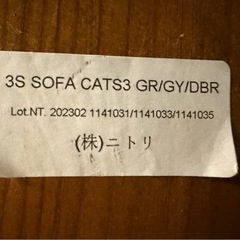 3S SOFA CATS3 GR/GY/DBR
Lot.NT. 202302 1141031/1141033/1141035
(株)ニトリ